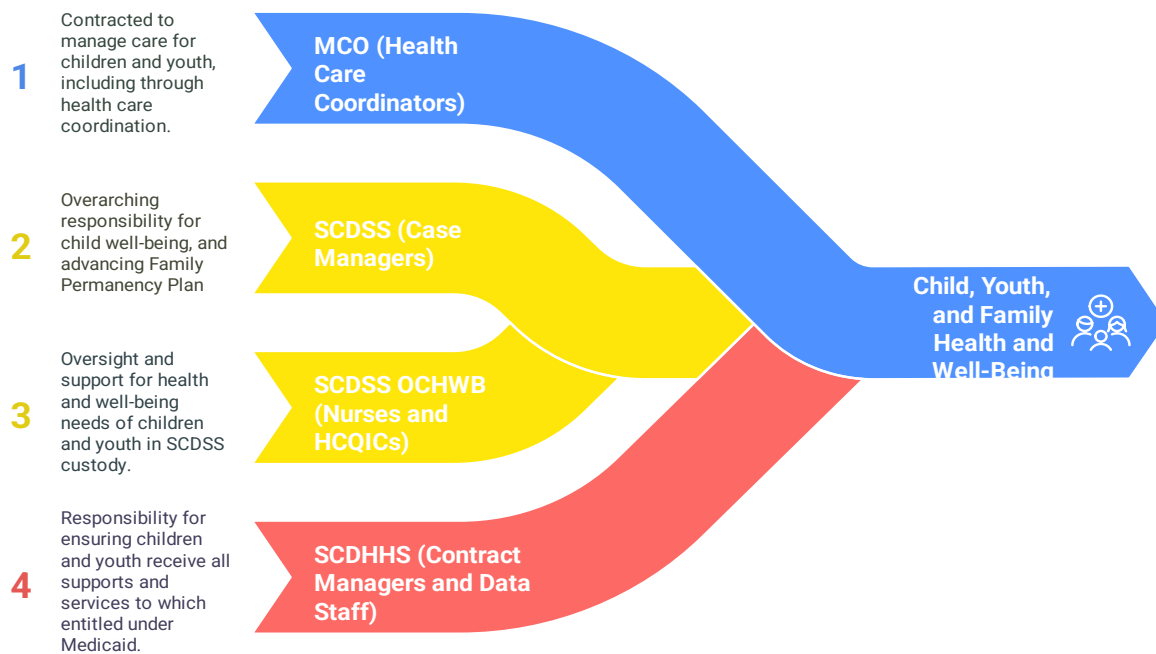 1
Contracted to
manage care for
children and youth,
including through
health care
coordination.
MCO (Health
Care
Coordinators)
2
Overarching
responsibility for
child well-being, and
advancing Family
Permanency Plan
SCDSS (Case
Managers)
3
Oversight and
support for health
and well-being
needs of children
and youth in SCDSS
custody.
SCDSS OCHWB
(Nurses and
HCQICs)
4
Responsibility for
ensuring children
and youth receive all
supports and
services to which
entitled under
Medicaid.
SCDHHS (Contract
Managers and Data
Staff)
Child, Youth,
and Family
Health and
Well-Being